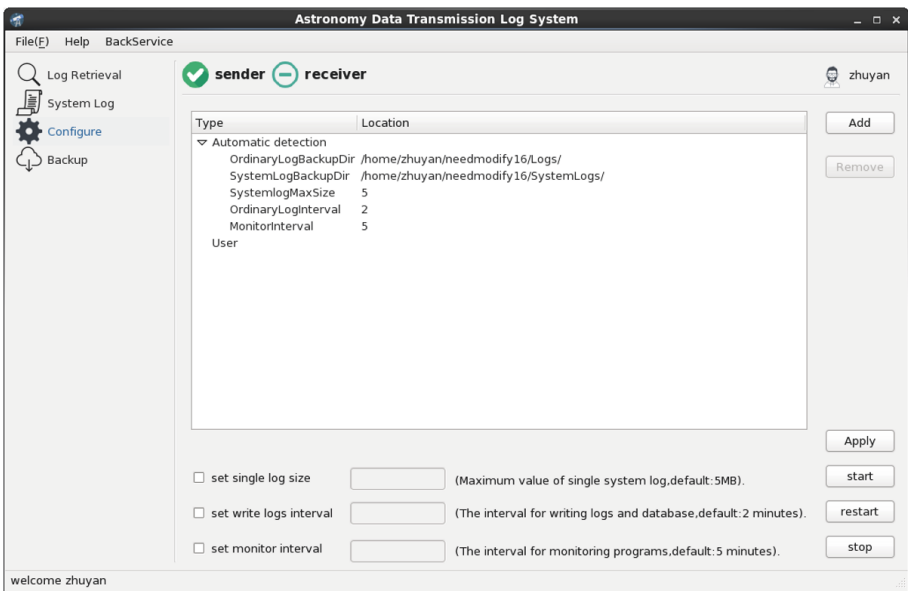 Astronomy Data Transmission Log System
File(F) Help BackService
Log Retrieval
System Log
Configure
Backup
sender receiver
zhuyan
Type Location
Automatic detection
OrdinaryLogBackupDir /home/zhuyan/needmodify16/Logs/
SystemLogBackupDir /home/zhuyan/needmodify16/SystemLogs/
SystemlogMaxSize 5
OrdinaryLogInterval 2
MonitorInterval 5
User
Add
Remove
Apply
set single log size (Maximum value of single system log,default:5MB). start
set write logs interval (The interval for writing logs and database,default:2 minutes). restart
set monitor interval (The interval for monitoring programs,default:5 minutes). stop
welcome zhuyan